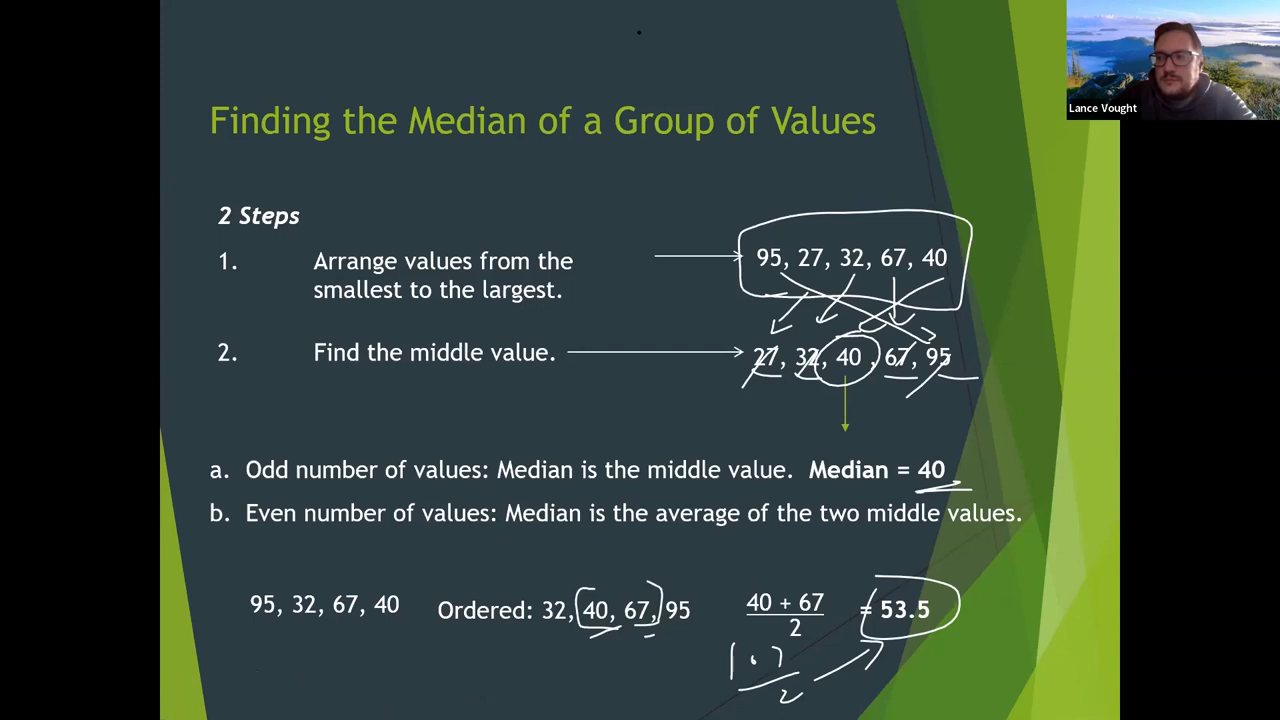 Lance Vought
Finding the Median of a Group of Values
2 Steps
1. Arrange values from the
smallest to the largest.
95, 27, 32, 67, 40
2. Find the middle value.
27, 32, 40 , 67, 95
a. Odd number of values: Median is the middle value. Median = 40
b. Even number of values: Median is the average of the two middle values.
95, 32, 67, 40
Ordered: 32, 40, 67, 95
40 + 67
2
= 53.5
107
2